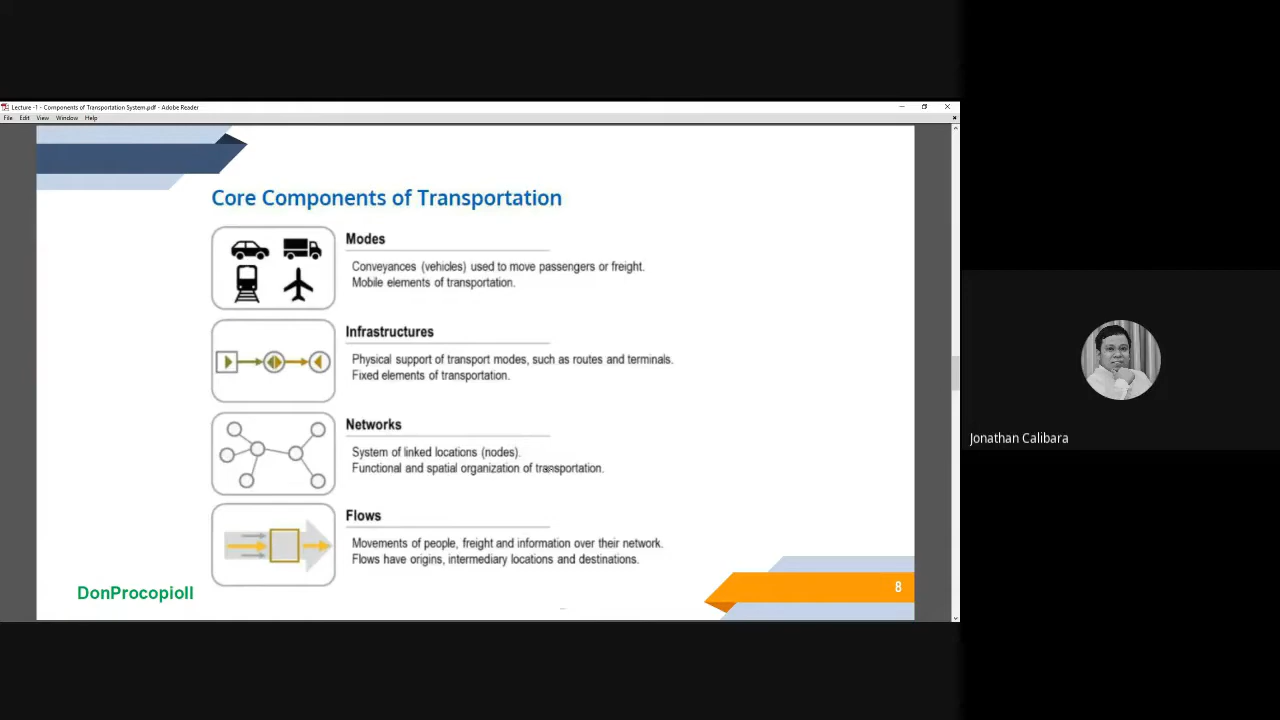 Lecture -1 - Components of Transportation System.pdf - Adobe Reader
File Edit View Window Help
Core Components of Transportation
Modes
Conveyances (vehicles) used to move passengers or freight.
Mobile elements of transportation.
Infrastructures
Physical support of transport modes, such as routes and terminals.
Fixed elements of transportation.
Networks
System of linked locations (nodes).
Functional and spatial organization of transportation.
Flows
Movements of people, freight and information over their network.
Flows have origins, intermediary locations and destinations.
DonProcopioII
8
Jonathan Calibara